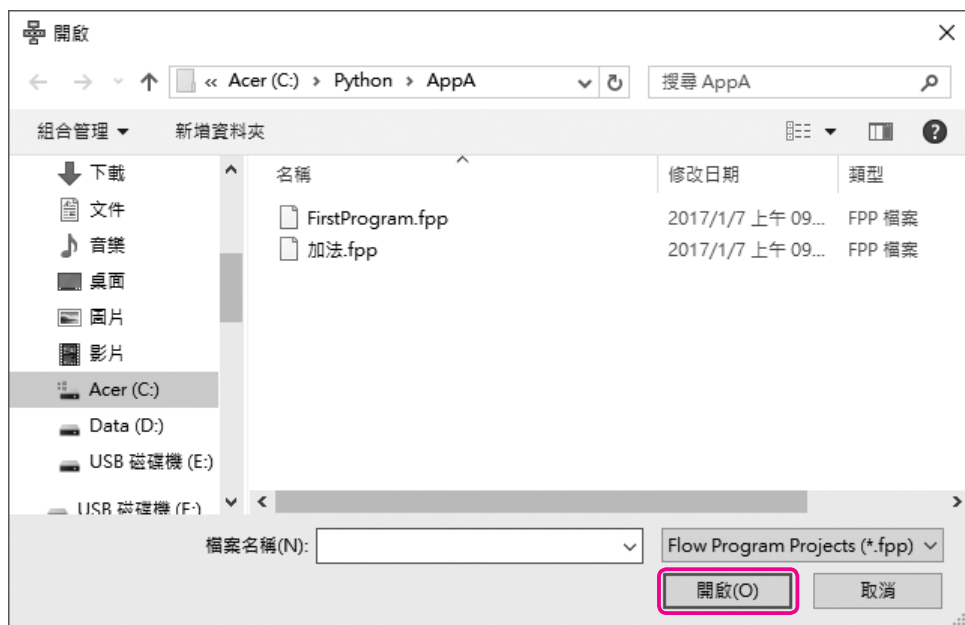 開啟
« Acer (C:) › Python › AppA
搜尋 AppA
組合管理 新增資料夾
下載
文件
音樂
桌面
圖片
影片
Acer (C:)
Data (D:)
USB 磁碟機 (E:)
USB 磁碟機 (F:)
名稱 修改日期 類型
FirstProgram.fpp 2017/1/7 上午 09... FPP 檔案
加法.fpp 2017/1/7 上午 09... FPP 檔案
檔案名稱(N):
Flow Program Projects (*.fpp)
開啟(O) 取消